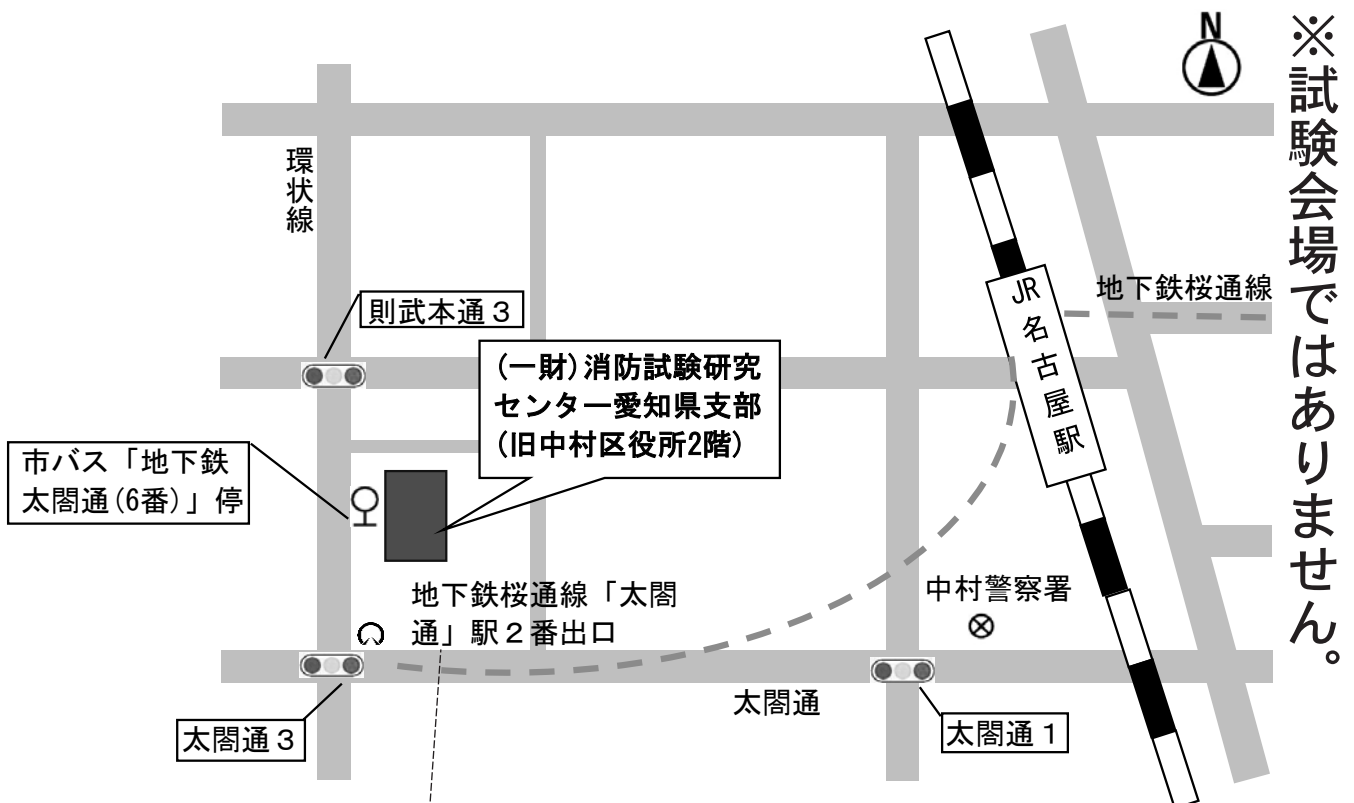 N
※試験会場ではありません。
環状線
則武本通３
地下鉄桜通線
JR名古屋駅
(一財)消防試験研究
センター愛知県支部
(旧中村区役所2階)
市バス「地下鉄
太閤通(6番)」停
地下鉄桜通線「太閤
通」駅２番出口
中村警察署
太閤通
太閤通３
太閤通１